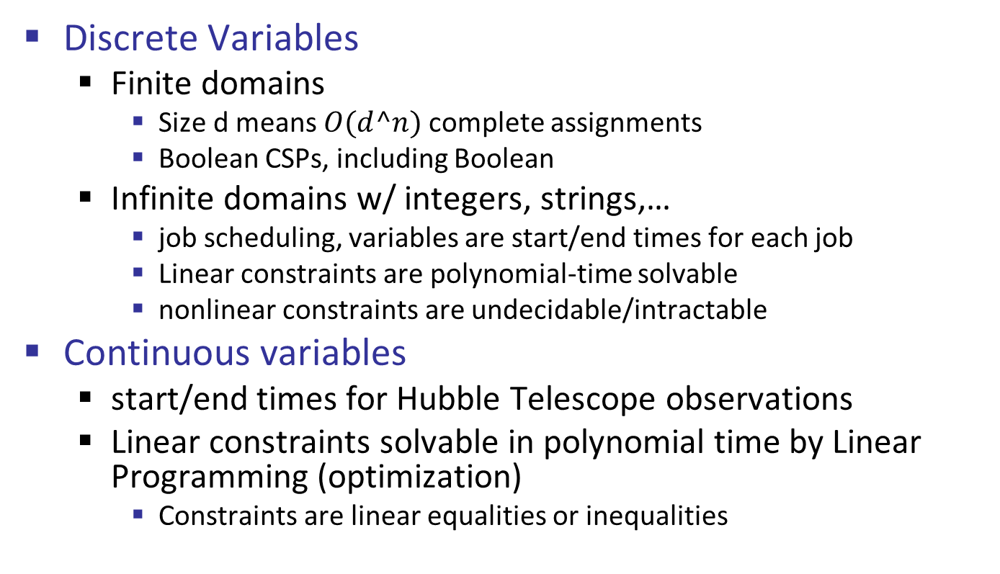 Discrete Variables
Finite domains
Size d means O(d^n) complete assignments
Boolean CSPs, including Boolean
Infinite domains w/ integers, strings,…
job scheduling, variables are start/end times for each job
Linear constraints are polynomial-time solvable
nonlinear constraints are undecidable/intractable
Continuous variables
start/end times for Hubble Telescope observations
Linear constraints solvable in polynomial time by Linear
Programming (optimization)
Constraints are linear equalities or inequalities